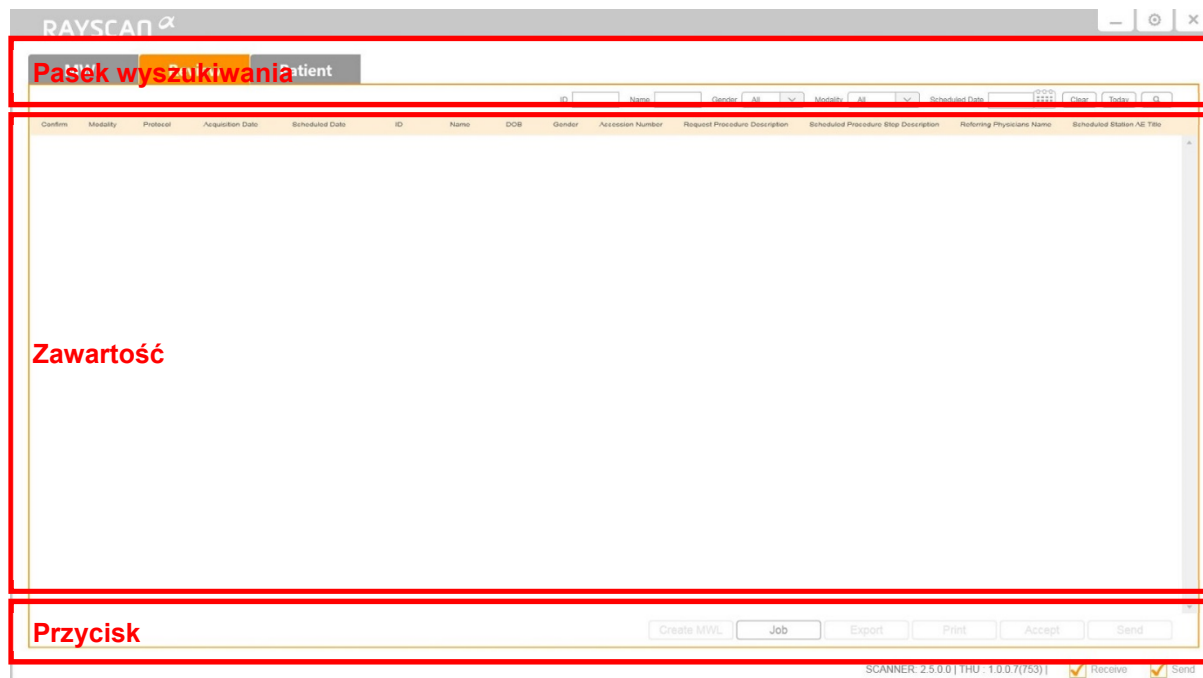 RAYSCAN α
Pasek wyszukiwania
Patient
ID Name Gender All Modality All Scheduled Date Clear Today
Confirm Modality Protocol Acquisition Date Scheduled Date ID Name DOB Gender Accession Number Request Procedure Description Scheduled Procedure Step Description Referring Physicians Name Scheduled Station AE Title
Zawartość
Przycisk
Create MWL Job Export Print Accept Send
SCANNER: 2.5.0.0 | THU : 1.0.0.7(753) | Receive Send